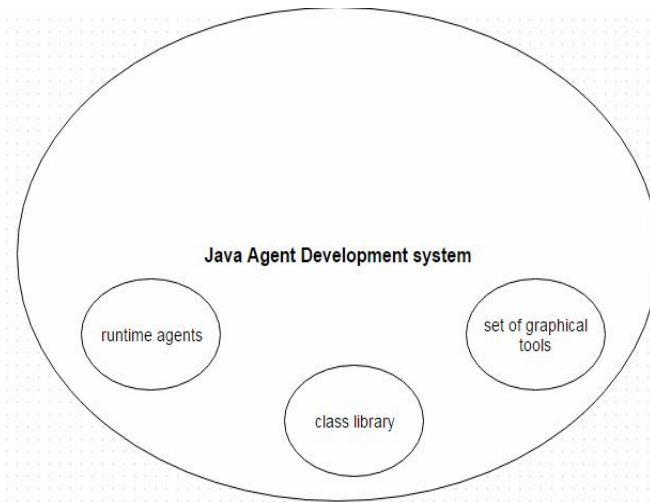 Java Agent Development system
runtime agents
set of graphical
tools
class library